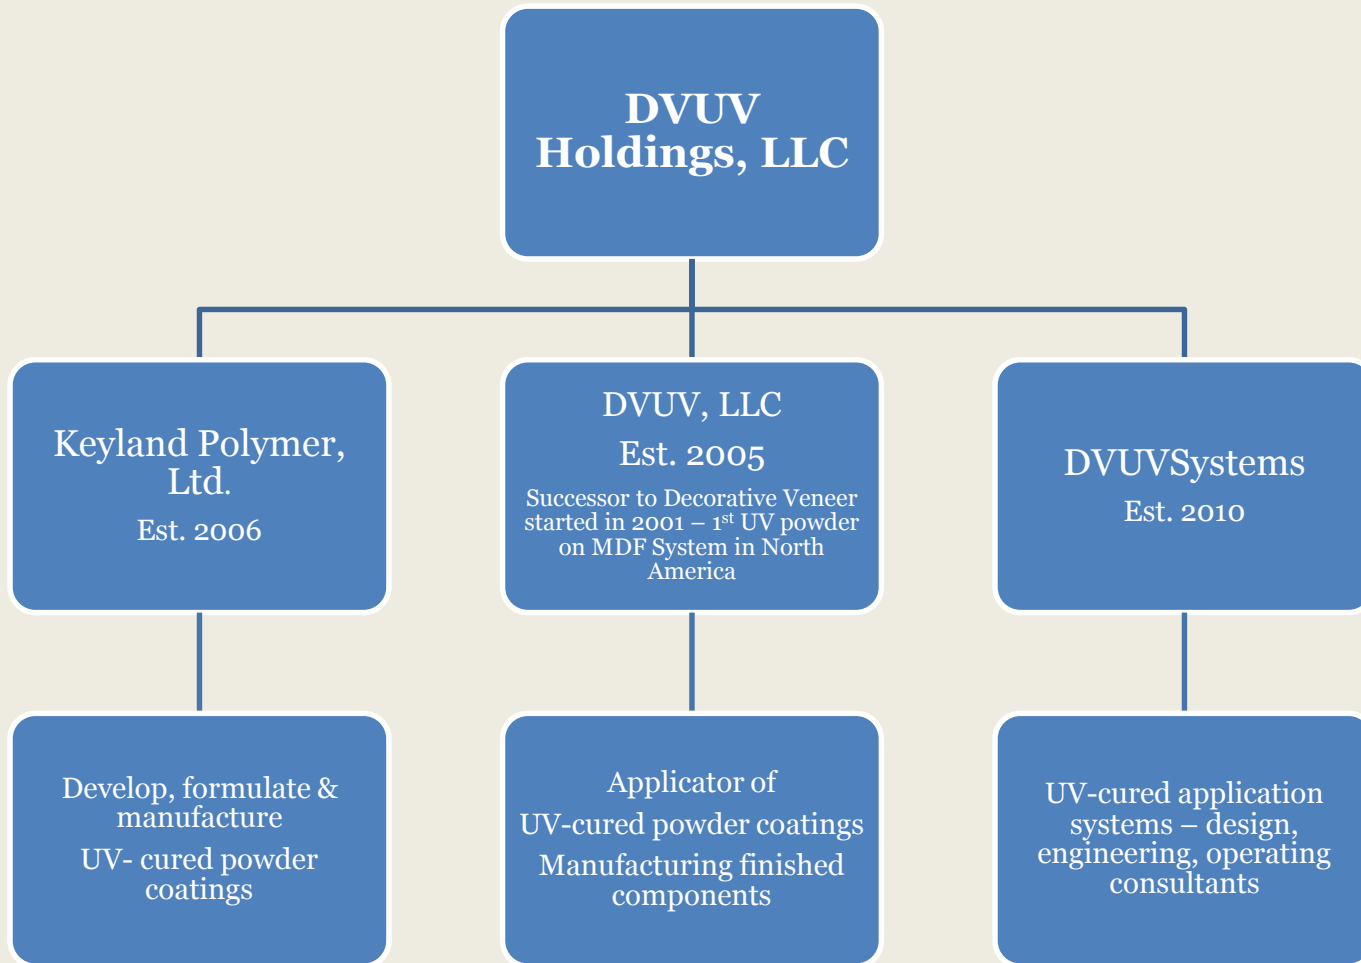 DVUV
Holdings, LLC
Keyland Polymer,
Ltd.
Est. 2006
DVUV, LLC
Est. 2005
Successor to Decorative Veneer
started in 2001 – 1st UV powder
on MDF System in North
America
DVUVSystems
Est. 2010
Develop, formulate &
manufacture
UV- cured powder
coatings
Applicator of
UV-cured powder coatings
Manufacturing finished
components
UV-cured application
systems – design,
engineering, operating
consultants